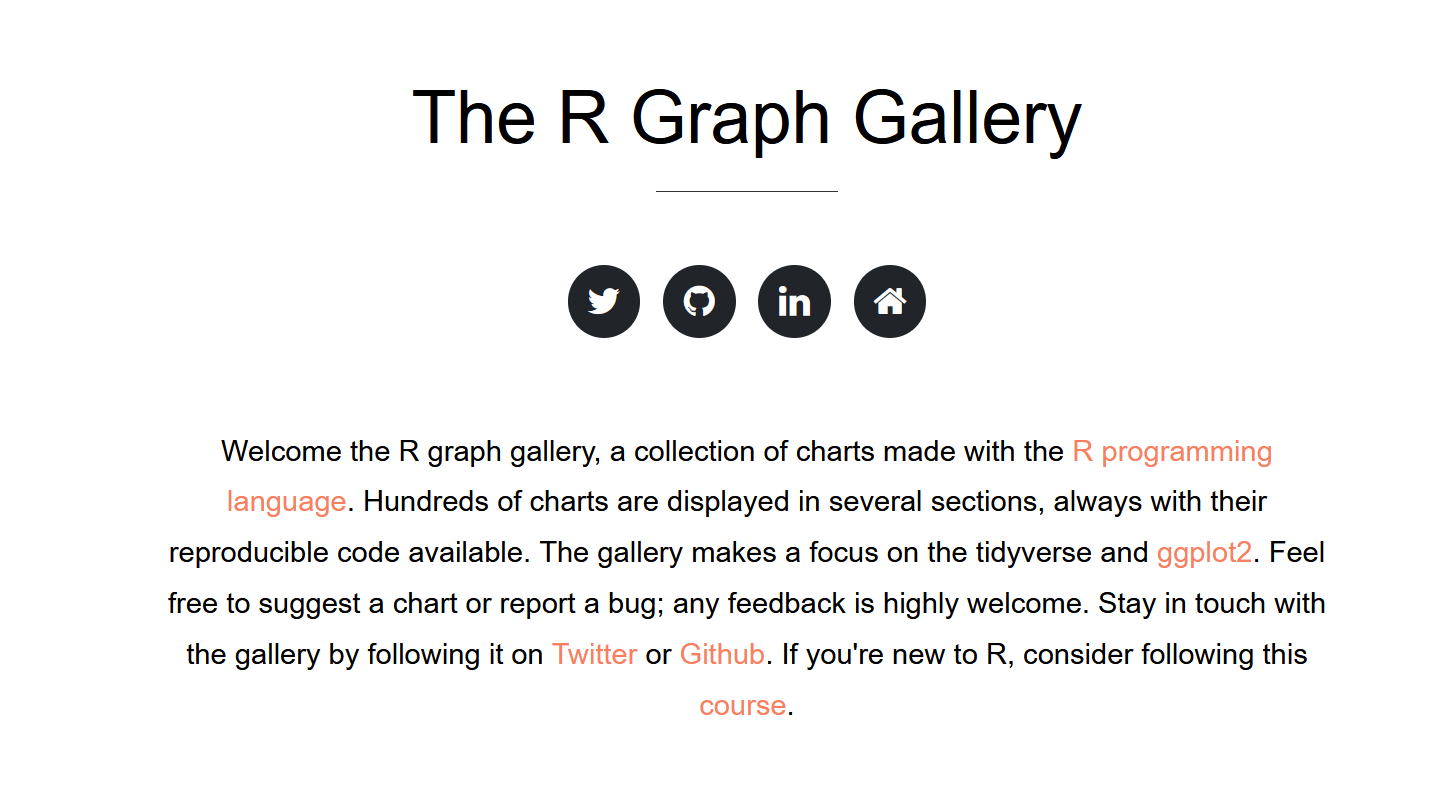 The R Graph Gallery
in
Welcome the R graph gallery, a collection of charts made with the R programming
language. Hundreds of charts are displayed in several sections, always with their
reproducible code available. The gallery makes a focus on the tidyverse and ggplot2. Feel
free to suggest a chart or report a bug; any feedback is highly welcome. Stay in touch with
the gallery by following it on Twitter or Github. If you're new to R, consider following this
course.